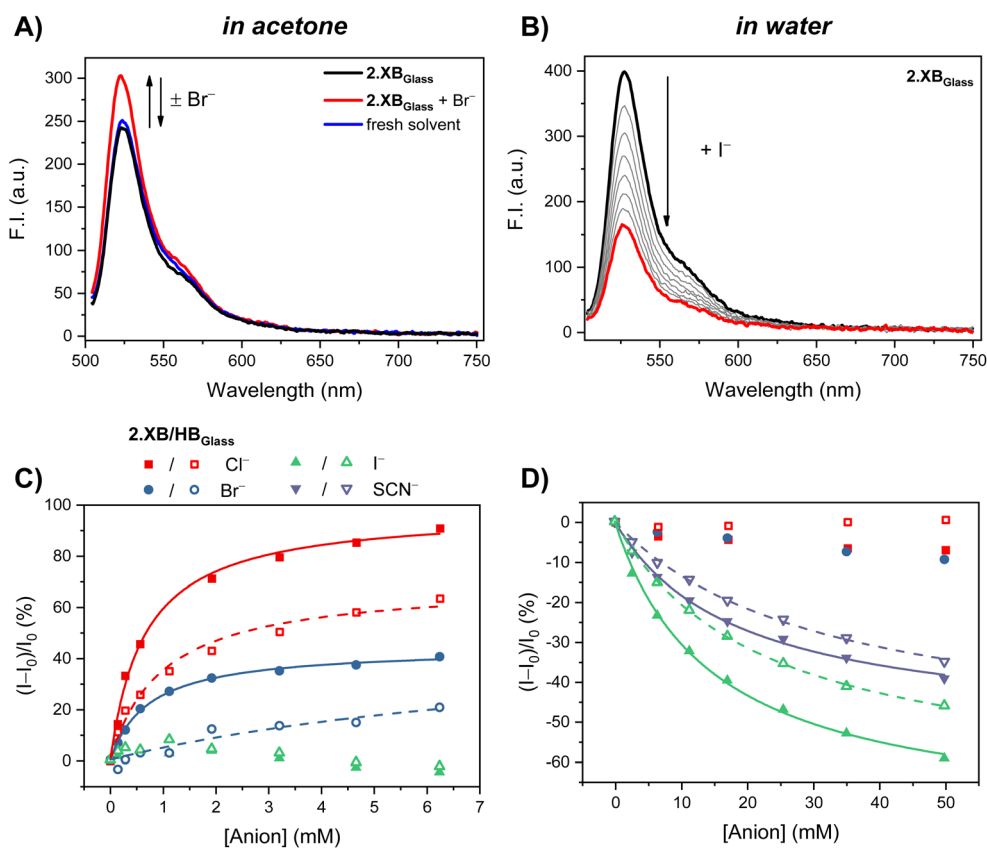 A)
in acetone
B)
in water
300
250
200
150
100
50
0
F.I. (a.u.)
± Br⁻
2.XB_Glass
2.XB_Glass + Br⁻
fresh solvent
500 550 600 650 700 750
Wavelength (nm)
400
300
200
100
0
F.I. (a.u.)
2.XB_Glass
+ I⁻
550 600 650 700 750
Wavelength (nm)
2.XB/HB_Glass
/ Cl⁻ / I⁻
/ Br⁻ / SCN⁻
C)
100
80
60
40
20
0
(I–I₀)/I₀ (%)
0 1 2 3 4 5 6 7
[Anion] (mM)
D)
0
-10
-20
-30
-40
-50
-60
(I–I₀)/I₀ (%)
0 10 20 30 40 50
[Anion] (mM)